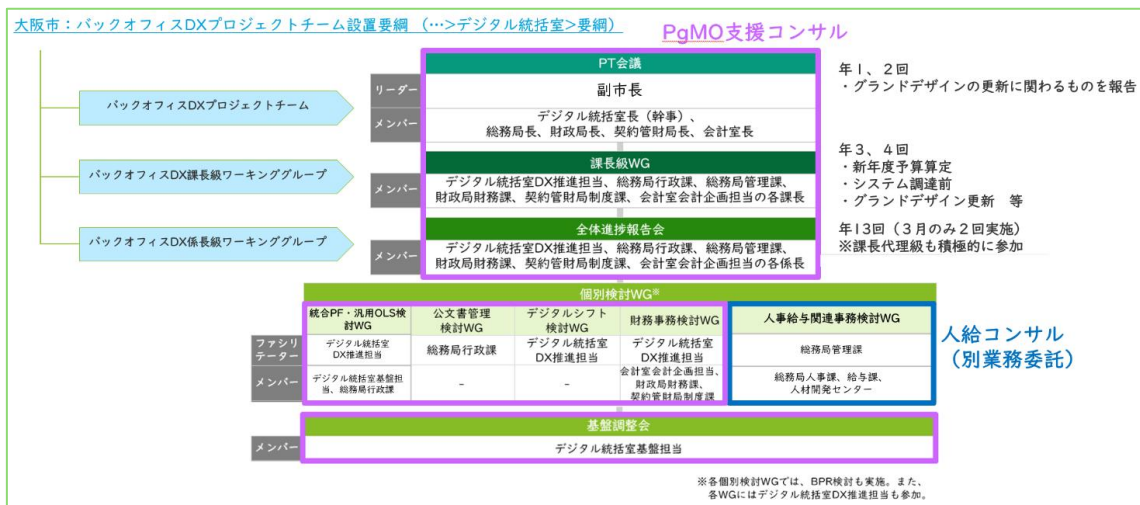 大阪市：バックオフィスDXプロジェクトチーム設置要綱 （…>デジタル統括室>要綱）
PgMO支援コンサル
バックオフィスDXプロジェクトチーム
バックオフィスDX課長級ワーキンググループ
バックオフィスDX係長級ワーキンググループ
PT会議
リーダー
副市長
メンバー
デジタル統括室長（幹事）、
総務局長、財政局長、契約管財局長、会計室長
年１、２回
・グランドデザインの更新に関わるものを報告
課長級WG
メンバー
デジタル統括室DX推進担当、総務局行政課、総務局管理課、
財政局財務課、契約管財局制度課、会計室会計企画担当の各課長
年３、４回
・新年度予算算定
・システム調達前
・グランドデザイン更新　等
全体進捗報告会
メンバー
デジタル統括室DX推進担当、総務局行政課、総務局管理課、
財政局財務課、契約管財局制度課、会計室会計企画担当の各係長
年13回（３月のみ２回実施）
※課長代理級も積極的に参加
個別検討WG※
統合PF・汎用OLS検
討WG
公文書管理
検討WG
デジタルシフト
検討WG
財務事務検討WG
人事給与関連事務検討WG
ファシリ
テーター
デジタル統括室
DX推進担当
総務局行政課
デジタル統括室
DX推進担当
デジタル統括室
DX推進担当
総務局管理課
メンバー
デジタル統括室基盤担
当、総務局行政課
-
-
会計室会計企画担当、
財政局財務課、
契約管財局制度課
総務局人事課、給与課、
人材開発センター
人給コンサル
（別業務委託）
基盤調整会
メンバー
デジタル統括室基盤担当
※各個別検討WGでは、BPR検討も実施。また、
各WGにはデジタル統括室DX推進担当も参加。